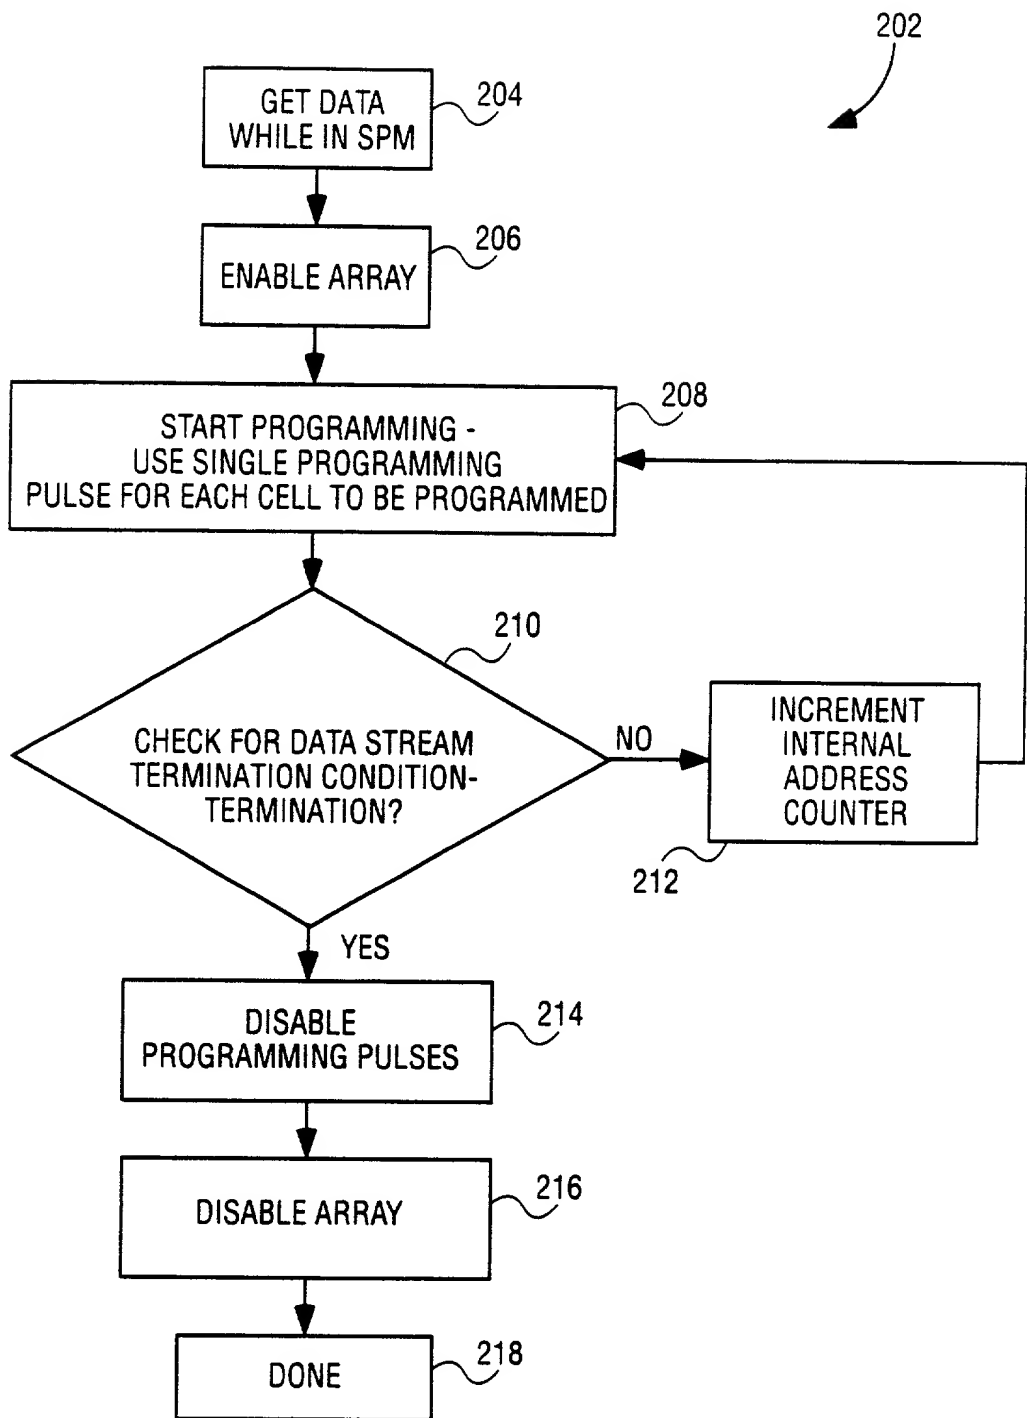 202
GET DATA
WHILE IN SPM
204
ENABLE ARRAY
206
START PROGRAMMING -
USE SINGLE PROGRAMMING
PULSE FOR EACH CELL TO BE PROGRAMMED
208
CHECK FOR DATA STREAM
TERMINATION CONDITION-
TERMINATION?
210
NO
INCREMENT
INTERNAL
ADDRESS
COUNTER
212
YES
DISABLE
PROGRAMMING PULSES
214
DISABLE ARRAY
216
DONE
218